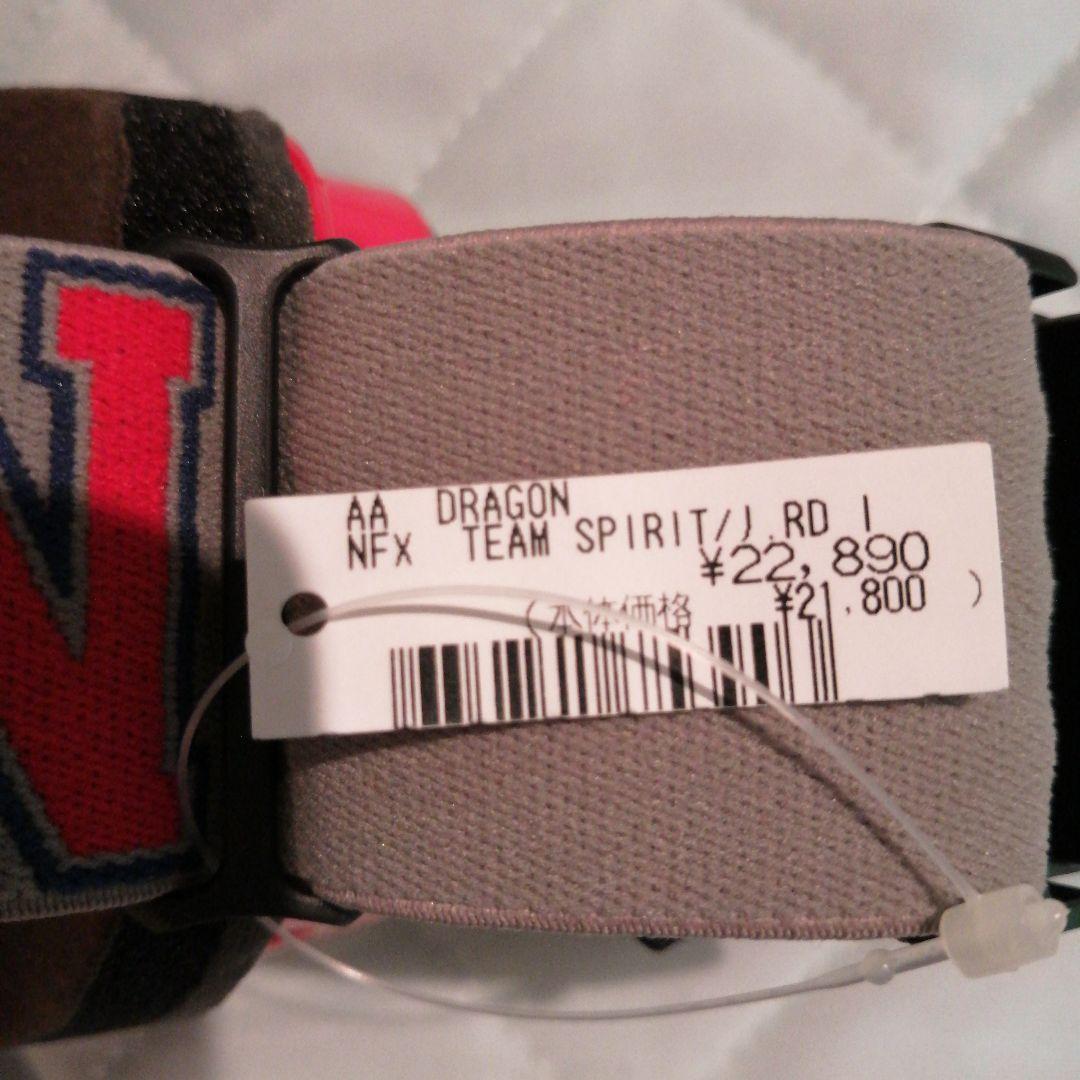 N
AA DRAGON
NFX TEAM SPIRIT/J.RD I
¥22,890
(本体価格 ¥21,800 )